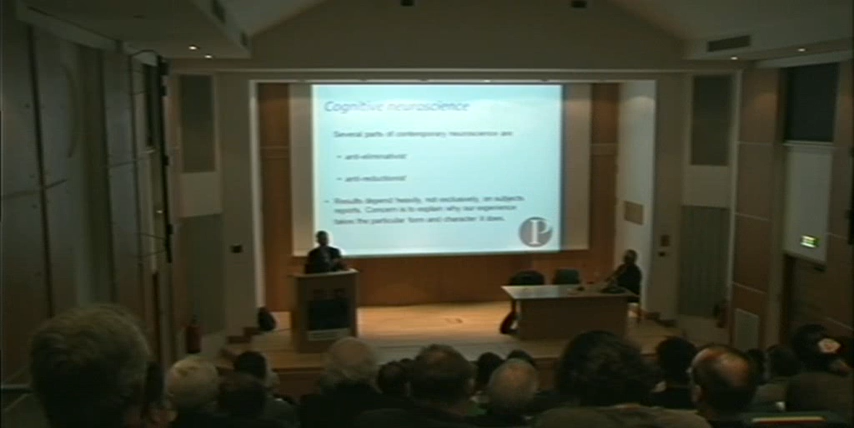 Cognitive neuroscience
Several parts of contemporary neuroscience are
• anti-eliminativist
• anti-reductionist
• Results depend heavily, not exclusively, on subjects
reports. Concern is to explain why our experience
takes the particular form and character it does.
P